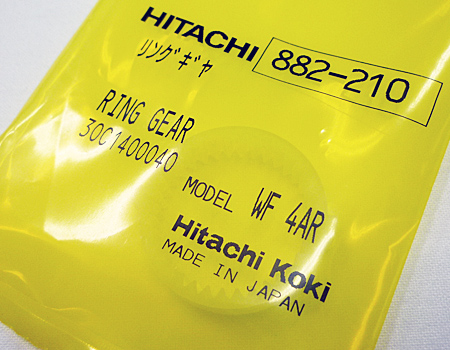 HITACHI 882-210
リングギヤ
RING GEAR
30C1400040
MODEL WF 4AR
Hitachi Koki
MADE IN JAPAN